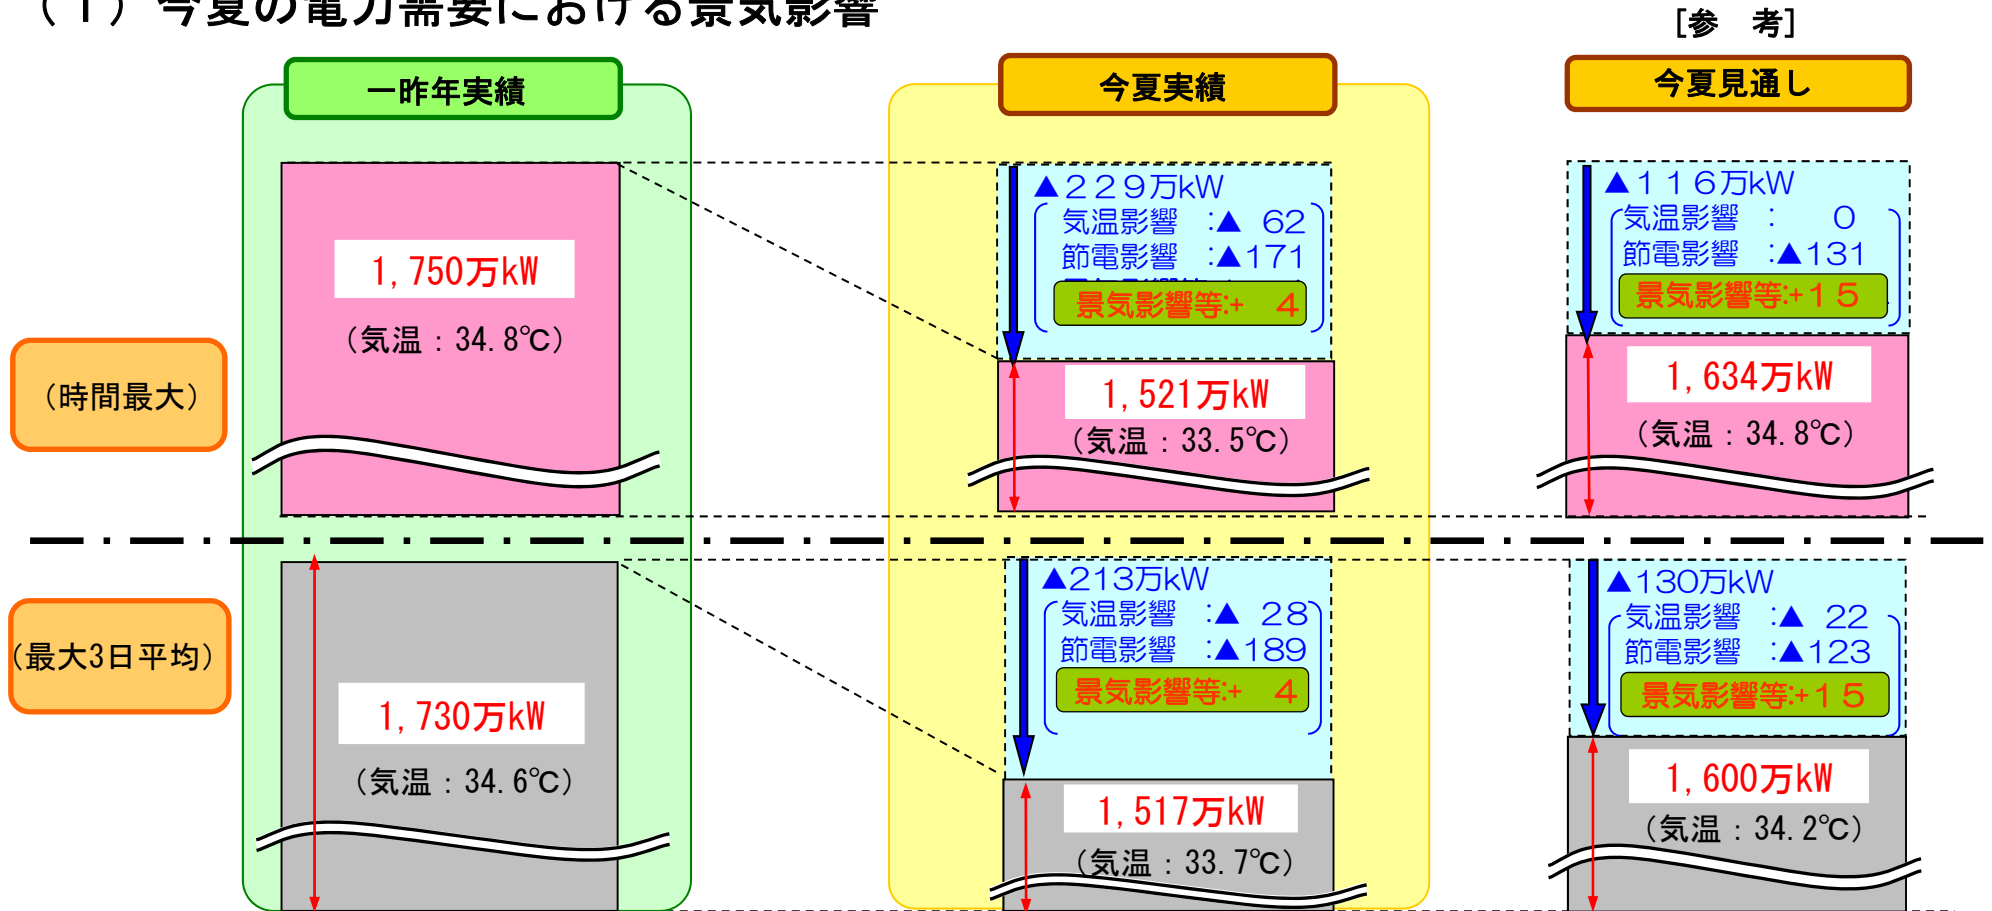 （１）今夏の電力需要における景気影響
[参　考]
一昨年実績
今夏実績
今夏見通し
（時間最大）
1,750万kW
（気温：34.8℃）
▲２２９万kW
気温影響　：▲　62
節電影響　：▲171
景気影響等：+　4
1,521万kW
（気温：33.5℃）
▲１１６万kW
気温影響　：　　0
節電影響　：▲131
景気影響等：+１５
1,634万kW
（気温：34.8℃）
（最大3日平均）
1,730万kW
（気温：34.6℃）
▲213万kW
気温影響　：▲　28
節電影響　：▲189
景気影響等：+　4
1,517万kW
（気温：33.7℃）
▲130万kW
気温影響　：▲　22
節電影響　：▲123
景気影響等：+１５
1,600万kW
（気温：34.2℃）